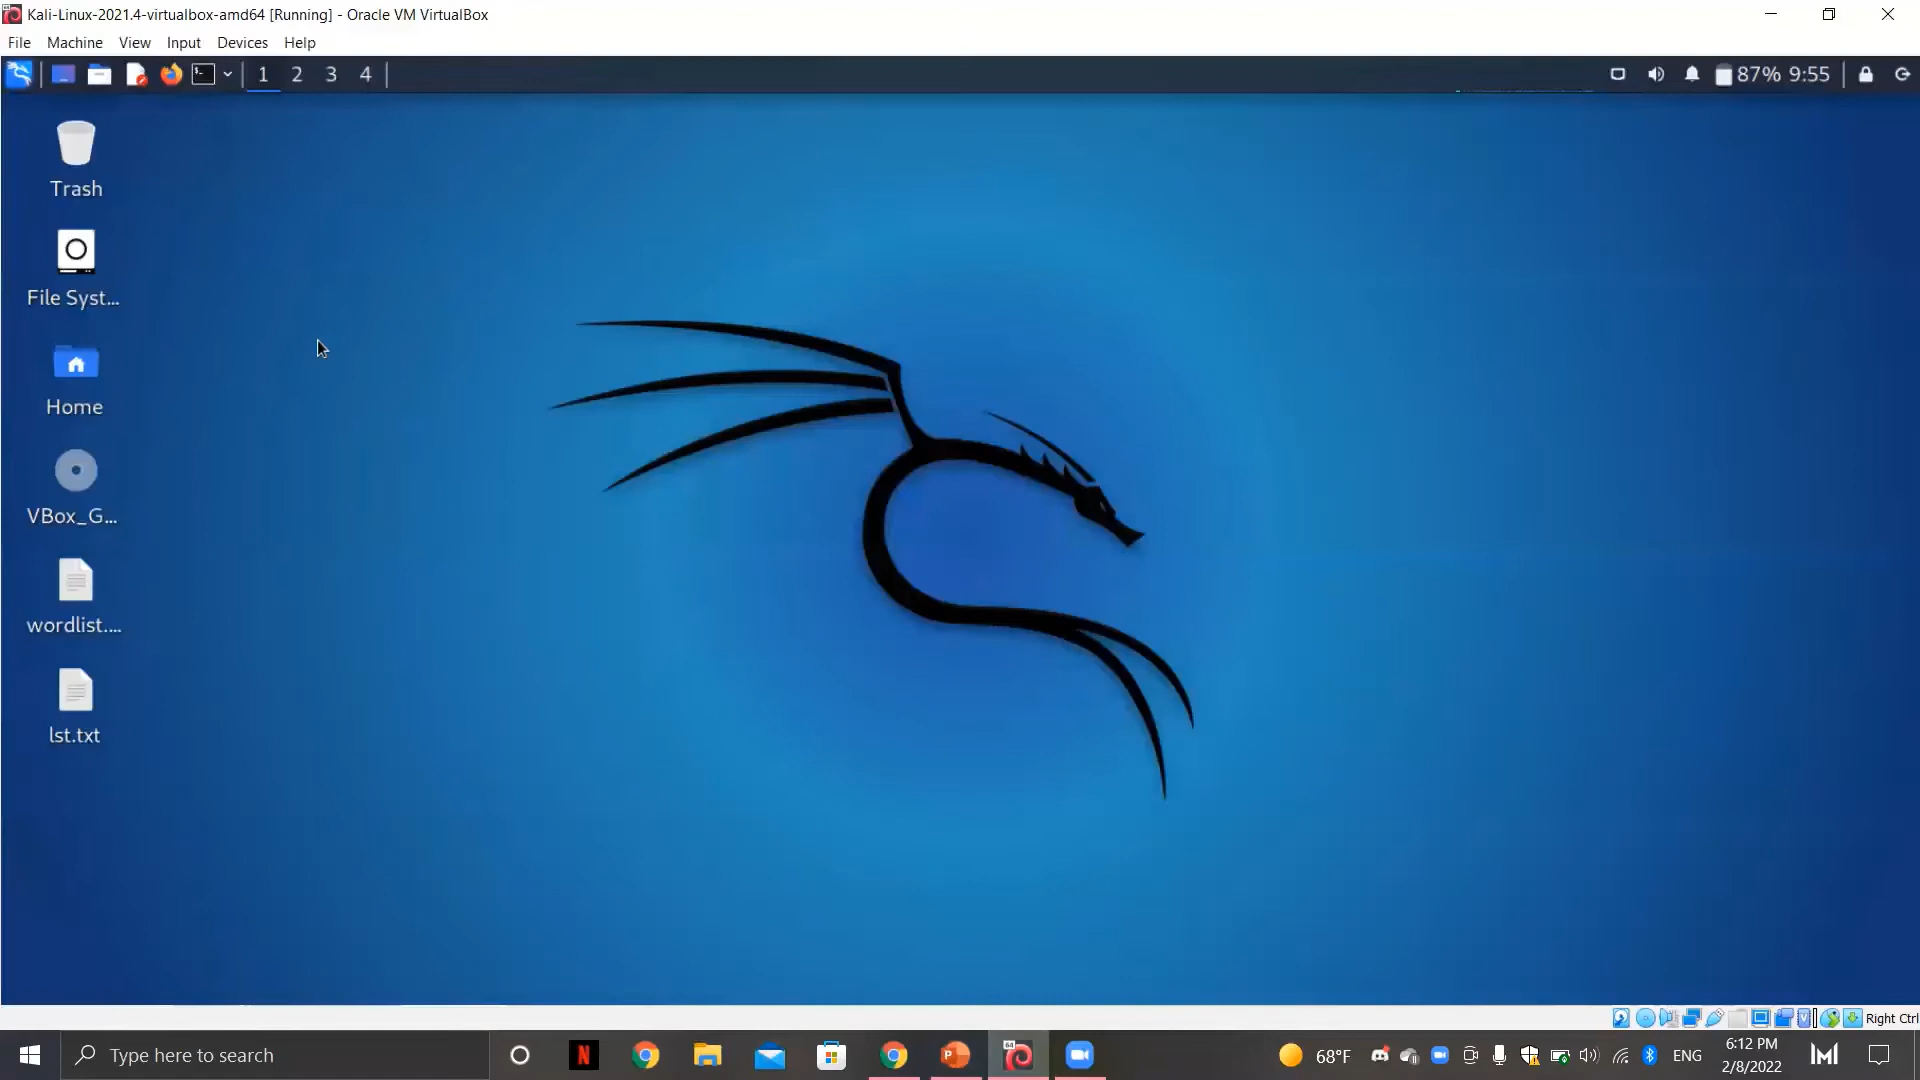 Kali-Linux-2021.4-virtualbox-amd64 [Running] - Oracle VM VirtualBox
File Machine View Input Devices Help
1 2 3 4 87% 9:55
Trash
File Syst...
Home
VBox_G...
wordlist....
lst.txt
Right Ctrl
Type here to search 68°F ENG 6:12 PM
2/8/2022